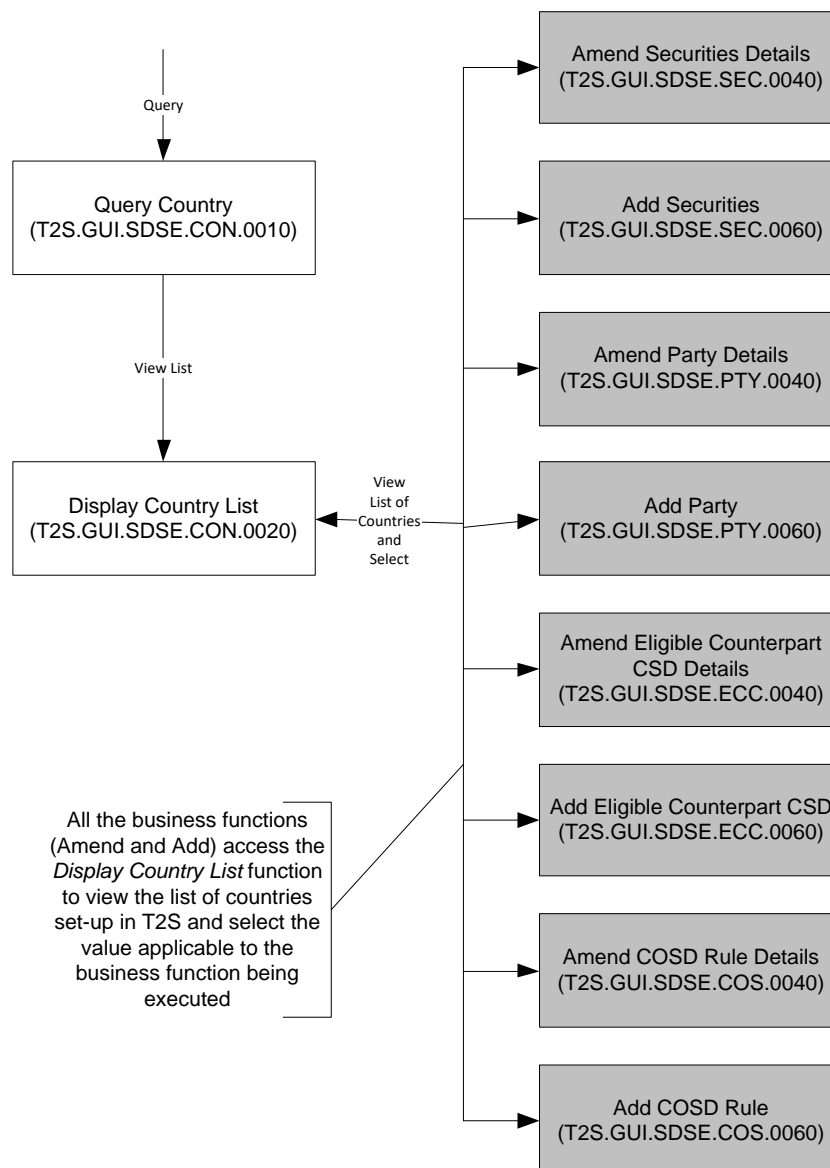 Query
Query Country
(T2S.GUI.SDSE.CON.0010)
View List
Display Country List
(T2S.GUI.SDSE.CON.0020)
View
List of
Countries
and
Select
All the business functions
(Amend and Add) access the
Display Country List function
to view the list of countries
set-up in T2S and select the
value applicable to the
business function being
executed
Amend Securities Details
(T2S.GUI.SDSE.SEC.0040)
Add Securities
(T2S.GUI.SDSE.SEC.0060)
Amend Party Details
(T2S.GUI.SDSE.PTY.0040)
Add Party
(T2S.GUI.SDSE.PTY.0060)
Amend Eligible Counterpart
CSD Details
(T2S.GUI.SDSE.ECC.0040)
Add Eligible Counterpart CSD
(T2S.GUI.SDSE.ECC.0060)
Amend COSD Rule Details
(T2S.GUI.SDSE.COS.0040)
Add COSD Rule
(T2S.GUI.SDSE.COS.0060)